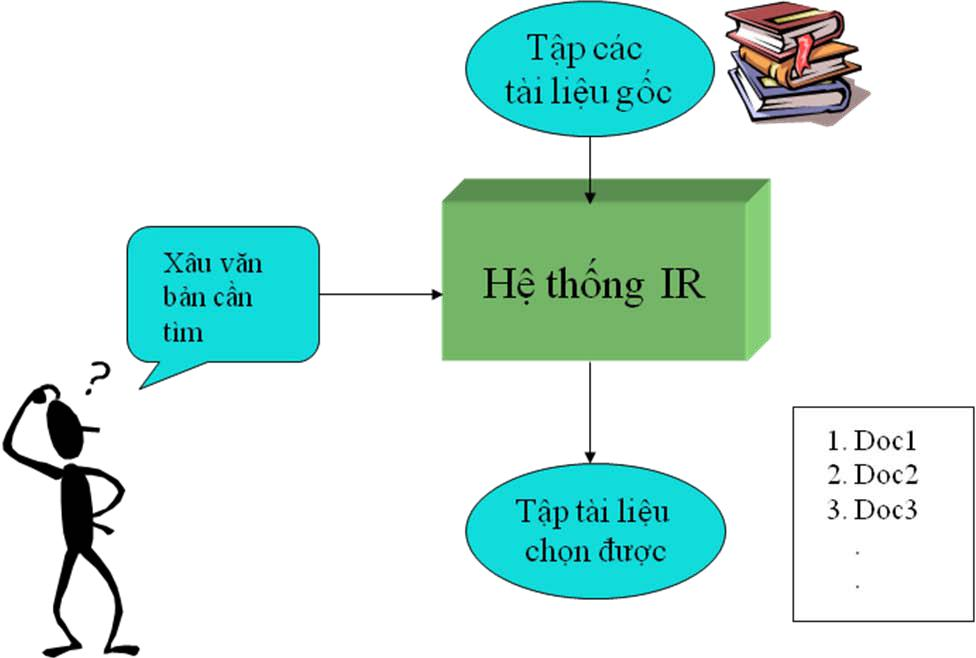 Tập các
tài liệu gốc
Xâu văn
bản cần
tìm
?
Hệ thống IR
Tập tài liệu
chọn được
1. Doc1
2. Doc2
3. Doc3
.
.